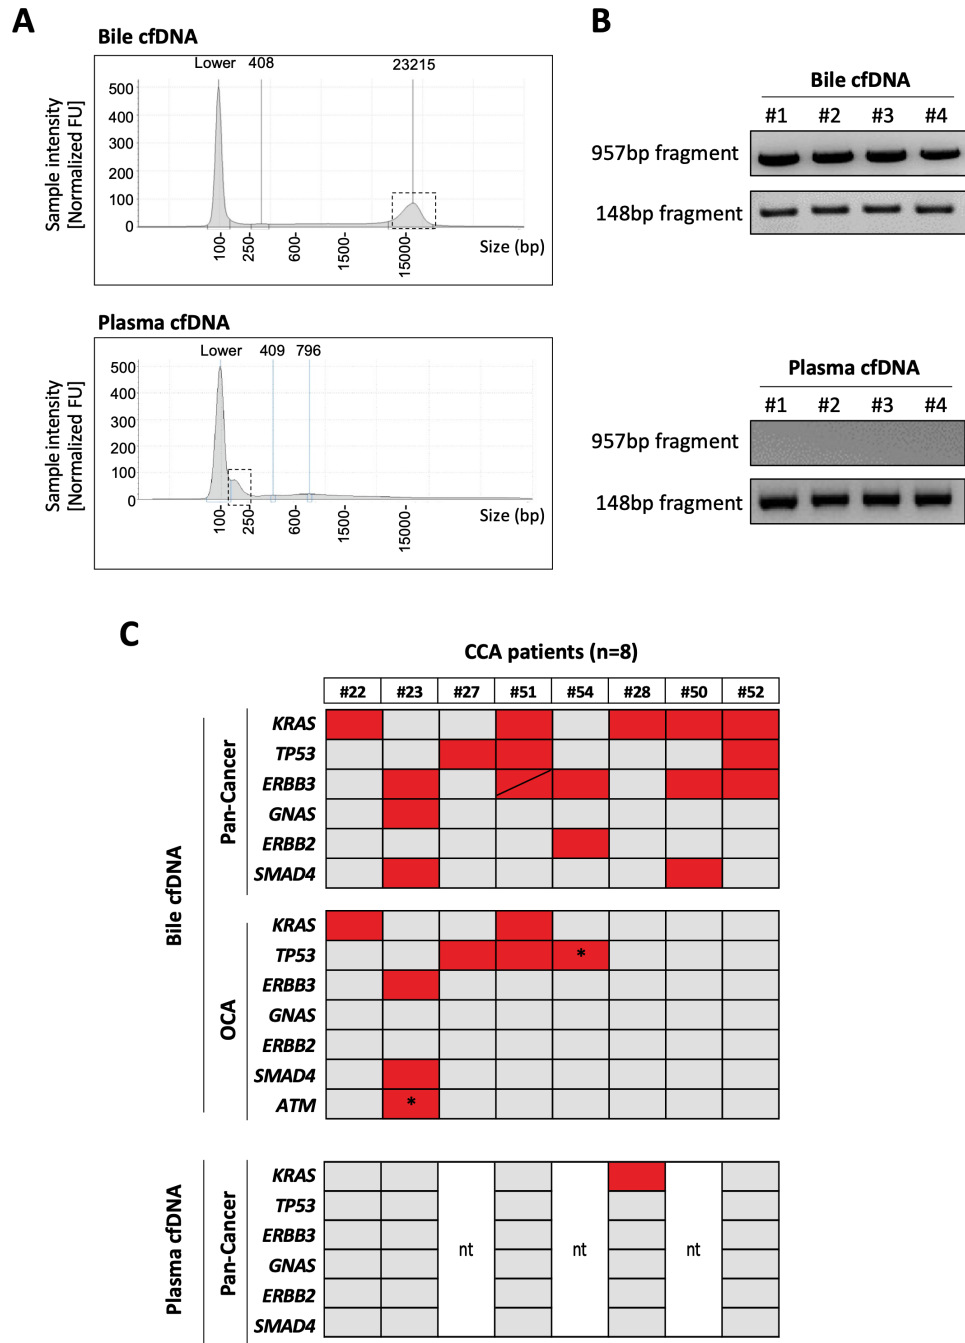 A
Bile cfDNA
Lower 408 23215
Sample intensity
[Normalized FU]
500
400
300
200
100
0
100 250 600 1500 15000
Size (bp)
Plasma cfDNA
Lower 409 796
Sample intensity
[Normalized FU]
500
400
300
200
100
0
100 250 600 1500 15000
Size (bp)
B
Bile cfDNA
#1 #2 #3 #4
957bp fragment
148bp fragment
Plasma cfDNA
#1 #2 #3 #4
957bp fragment
148bp fragment
C
CCA patients (n=8)
#22 #23 #27 #51 #54 #28 #50 #52
Bile cfDNA
Pan-Cancer
KRAS
TP53
ERBB3
GNAS
ERBB2
SMAD4
OCA
KRAS
TP53 *
ERBB3
GNAS
ERBB2
SMAD4
ATM *
Plasma cfDNA
Pan-Cancer
KRAS
TP53
ERBB3
GNAS
ERBB2
SMAD4
nt nt nt